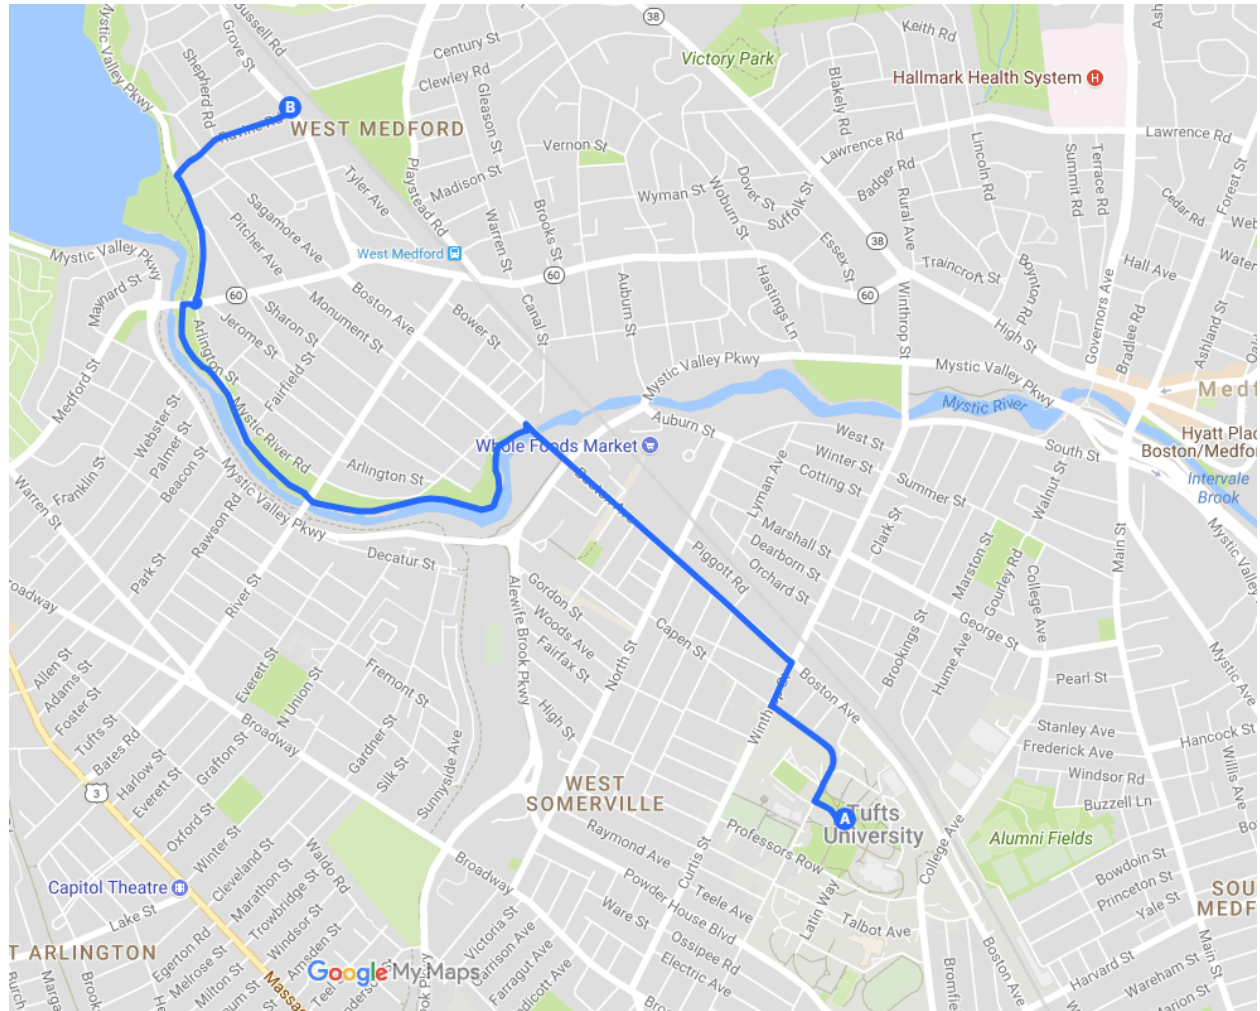 Bussell Rd
Grove St
38
Century St
Clewley Rd
Gleason St
Victory Park
Keith Rd
Blakely Rd
Hallmark Health System
H
Mystic Valley Pkwy
Shepherd Rd
B
WEST MEDFORD
Playstead Rd
Vernon St
Lawrence Rd
Lawrence Rd
Lincoln Rd
Summit Rd
Terrace Rd
Forest St
Badger Rd
Dover St
Woburn St
Suffolk St
Wyman St
Madison St
Tyler Ave
Sagamore Ave
Pitcher Ave
Warren St
Brooks St
Rural Ave
Cedar Rd
West Medford
38
Essex St
Traincroft St
Boynton Rd
Hall Ave
Governors Ave
Mystic Valley Pkwy
Maynard St
60
60
60
Auburn St
Hastings Ln
Winthrop St
High St
Bradlee Rd
Ashland St
Jerome St
Sharon St
Monument St
Boston Ave
Bower St
Canal St
Arlington St
Fairfield St
Medford St
Mystic Valley Pkwy
Mystic Valley Pkwy
Mystic River
Mystic River Rd
Webster St
Palmer St
Beacon St
Franklin St
Warren St
Whole Foods Market
Auburn St
West St
Winter St
Cotting St
Summer St
South St
Hyatt Plac
Boston/Medfor
Intervale
Brook
Arlington St
Boston Ave
Lyman Ave
Walnut St
Main St
Rawson Rd
Mystic Valley Pkwy
Decatur St
Park St
River St
Broadway
Piggott Rd
Marshall St
Dearborn St
Orchard St
Clark St
Marston St
Gourley Rd
College Ave
George St
Brookings St
Hume Ave
Mystic Ave
Alewife Brook Pkwy
Gordon St
Woods Ave
Fairfax St
Capen St
North St
High St
Winthrop St
Boston Ave
Pearl St
Stanley Ave
Frederick Ave
Windsor Rd
Buzzell Ln
Hancock St
Willis Ave
Allen St
Adams St
Foster St
Tufts St
Bates Rd
Harlow St
Everett St
Everett St
N Union St
Fremont St
Gardner St
Silk St
Grafton St
Broadway
Sunnyside Ave
3
Oxford St
WEST
SOMERVILLE
A
Tufts
University
Alumni Fields
Professors Row
Raymond Ave
Powder House Blvd
Curtis St
College Ave
Bowdoin St
Princeton St
Yale St
Winter St
Cleveland St
Marathon St
Trowbridge St
Windsor St
Amsden St
Waldo Rd
Broadway
Capitol Theatre
Lake St
T ARLINGTON
Egerton Rd
Melrose St
Milton St
Victoria St
Garrison Ave
Farragut Ave
Ware St
Teele Ave
Ossipee Rd
Electric Ave
Latin Way
Talbot Ave
Boston Ave
Harvard St
Wareham St
Marion St
Main St
Google My Maps